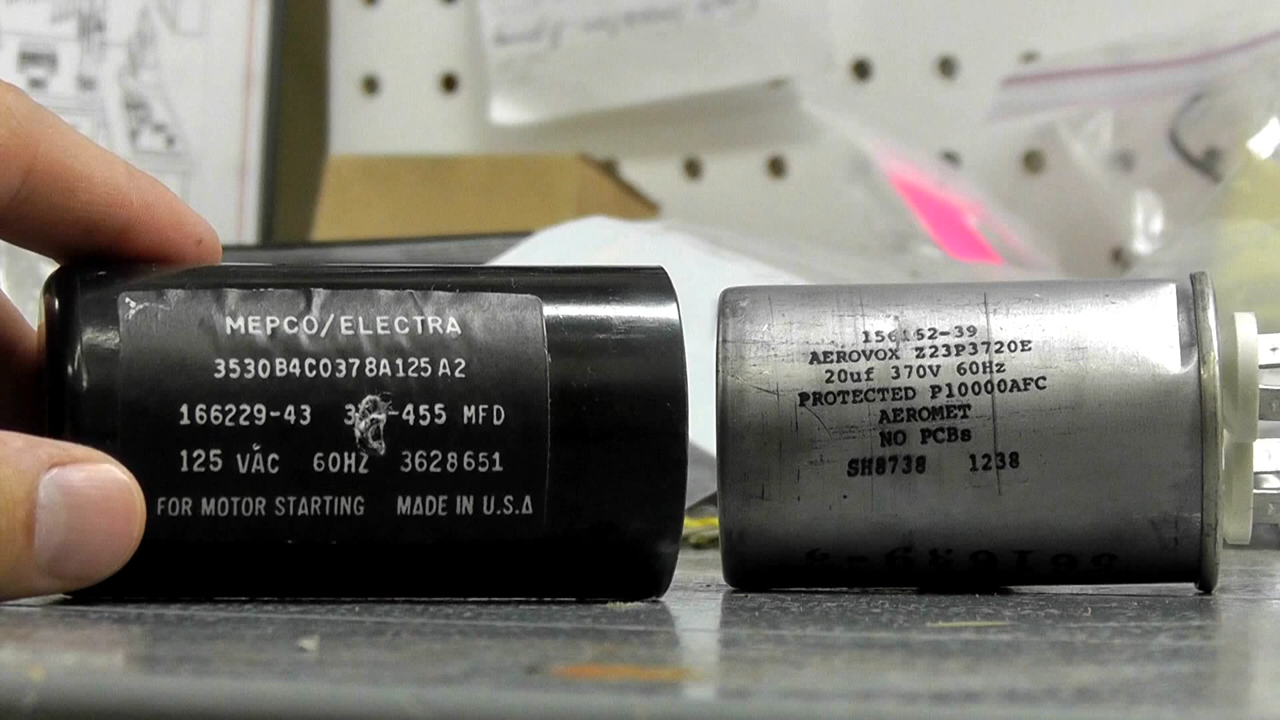 MEPCO/ELECTRA
3530B4C0378A125A2
166229-43 -455 MFD
125 VAC 60HZ 3628651
FOR MOTOR STARTING MADE IN U.S.A
156152-39
AEROVOX Z23P3720E
20uf 370V 60Hz
PROTECTED P10000AFC
AEROMET
NO PCBs
SH8738 1238